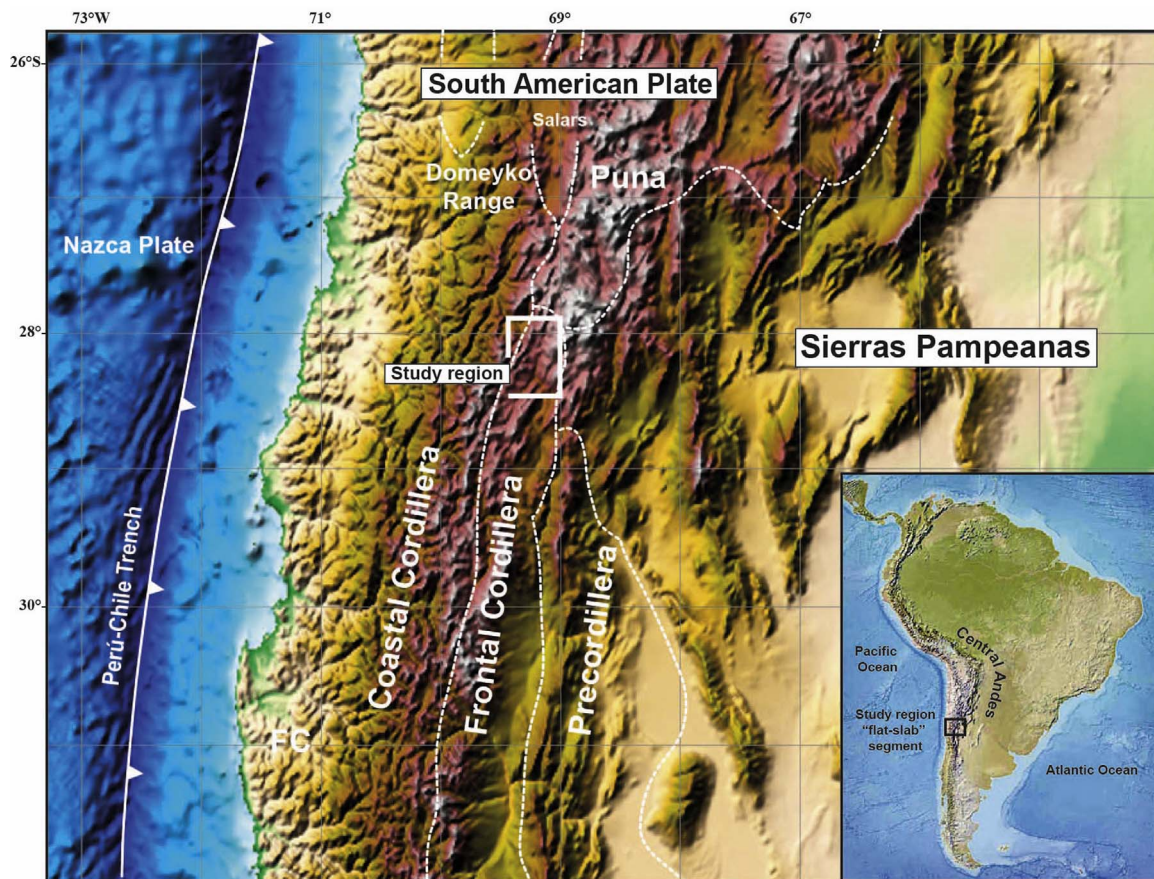 73°W
71°
69°
67°
26°S
South American Plate
Salars
Domeyko
Range
Puna
Nazca Plate
28°
Sierras Pampeanas
Study region
Coastal Cordillera
Frontal Cordillera
Precordillera
Perú-Chile Trench
30°
FC
Central Andes
Pacific
Ocean
Study region
"flat-slab"
segment
Atlantic Ocean